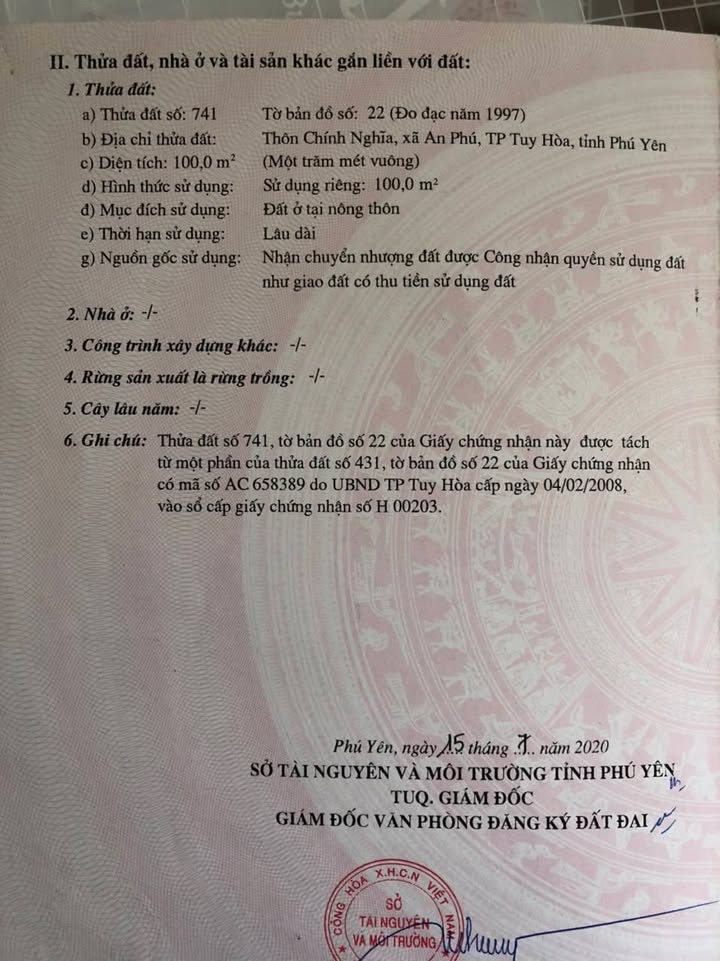 II. Thửa đất, nhà ở và tài sản khác gắn liền với đất:
1. Thửa đất:
a) Thửa đất số: 741 Tờ bản đồ số: 22 (Đo đạc năm 1997)
b) Địa chỉ thửa đất: Thôn Chính Nghĩa, xã An Phú, TP Tuy Hòa, tỉnh Phú Yên
c) Diện tích: 100,0 m² (Một trăm mét vuông)
d) Hình thức sử dụng: Sử dụng riêng: 100,0 m²
đ) Mục đích sử dụng: Đất ở tại nông thôn
e) Thời hạn sử dụng: Lâu dài
g) Nguồn gốc sử dụng: Nhận chuyển nhượng đất được Công nhận quyền sử dụng đất
như giao đất có thu tiền sử dụng đất
2. Nhà ở: -/-
3. Công trình xây dựng khác: -/-
4. Rừng sản xuất là rừng trồng: -/-
5. Cây lâu năm: -/-
6. Ghi chú: Thửa đất số 741, tờ bản đồ số 22 của Giấy chứng nhận này được tách
từ một phần của thửa đất số 431, tờ bản đồ số 22 của Giấy chứng nhận
có mã số AC 658389 do UBND TP Tuy Hòa cấp ngày 04/02/2008,
vào sổ cấp giấy chứng nhận số H 00203.
Phú Yên, ngày 15 tháng 7. năm 2020
SỞ TÀI NGUYÊN VÀ MÔI TRƯỜNG TỈNH PHÚ YÊN
TUQ. GIÁM ĐỐC
GIÁM ĐỐC VĂN PHÒNG ĐĂNG KÝ ĐẤT ĐAI
CỘNG HÒA X.H.C.N VIỆT NAM
SỞ
TÀI NGUYÊN
VÀ MÔI TRƯỜNG